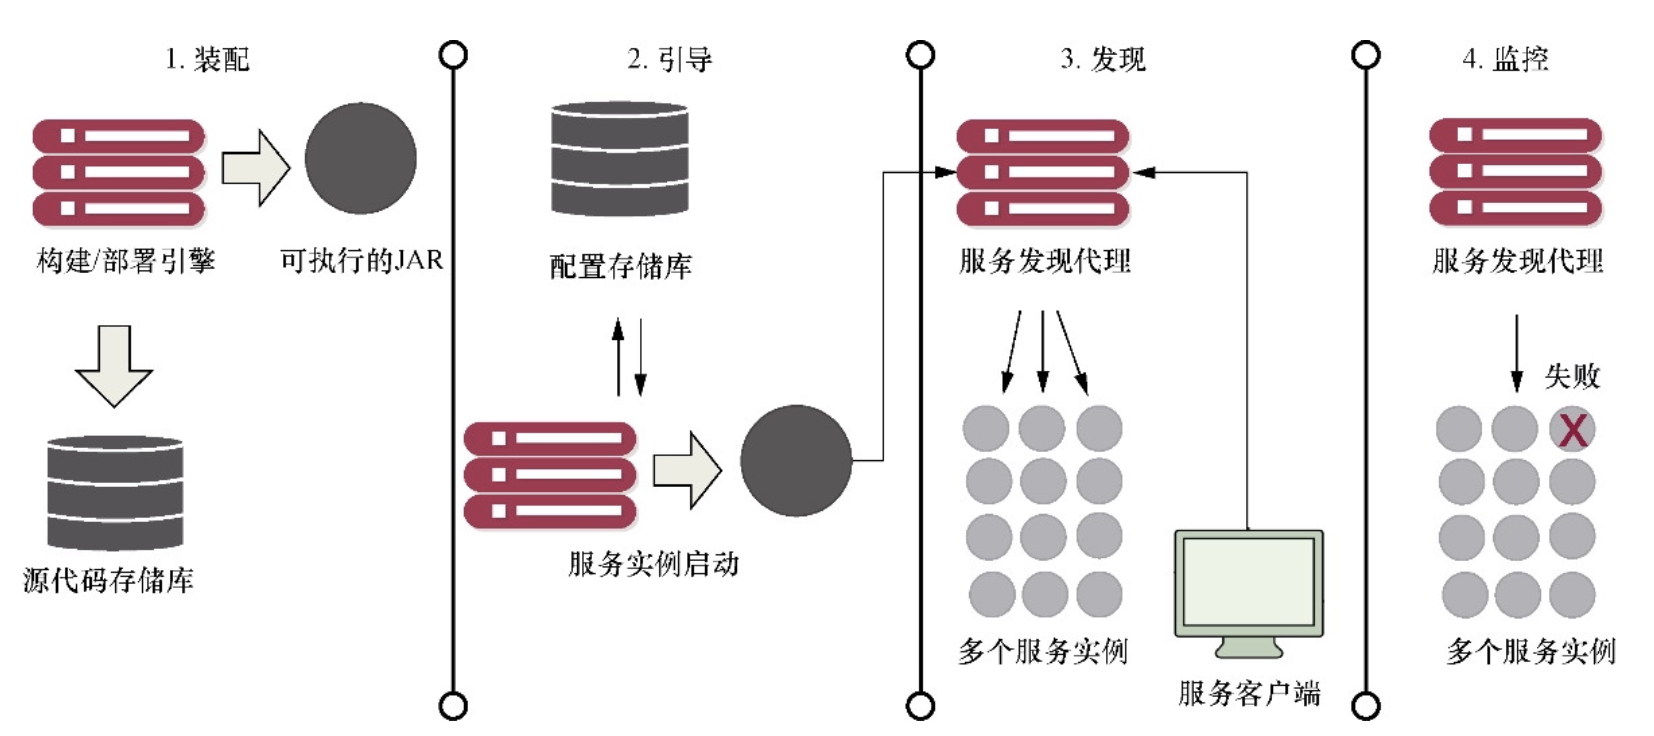 1. 装配
构建/部署引擎
可执行的JAR
源代码存储库
2. 引导
配置存储库
服务实例启动
3. 发现
服务发现代理
多个服务实例
服务客户端
4. 监控
服务发现代理
失败
X
多个服务实例